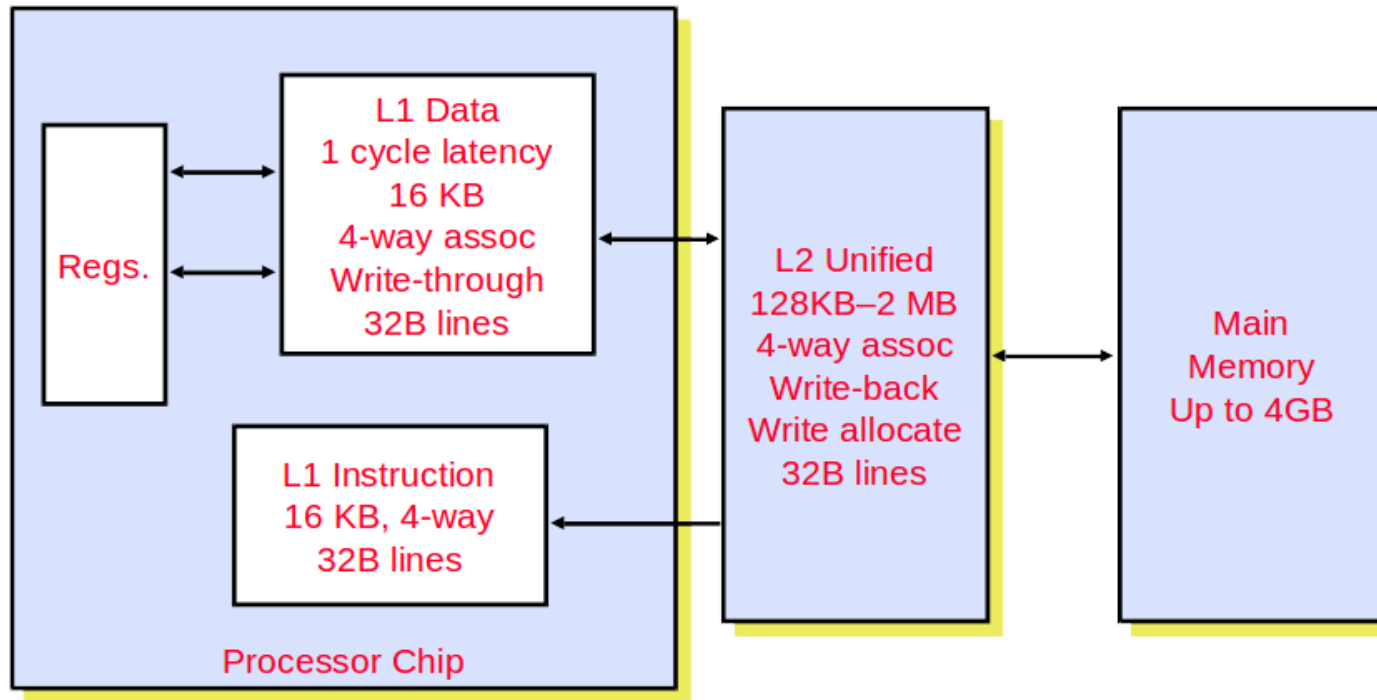 Regs.
L1 Data
1 cycle latency
16 KB
4-way assoc
Write-through
32B lines
L1 Instruction
16 KB, 4-way
32B lines
Processor Chip
L2 Unified
128KB–2 MB
4-way assoc
Write-back
Write allocate
32B lines
Main
Memory
Up to 4GB